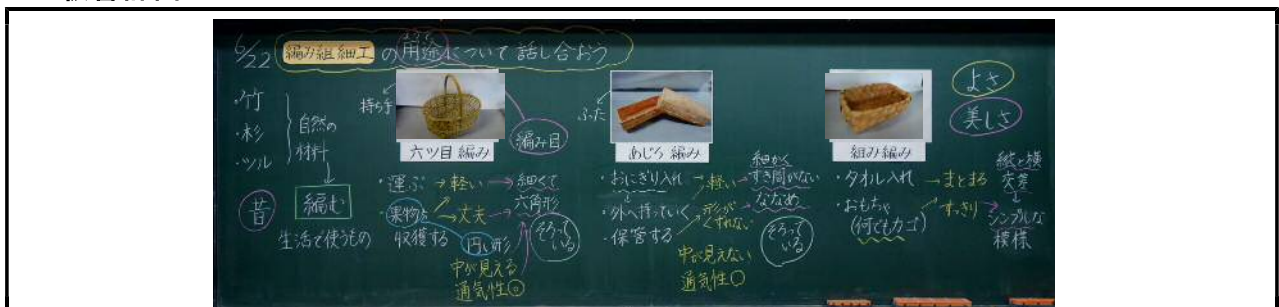 6/22 編み組細工の用途について話し合おう
・竹
・杉
・ツル
自然の
材料
昔
編む
生活で使うもの
持ち手
六ツ目編み
編み目
・運ぶ→軽い→細くて
六角形
・果物を→丈夫
収穫する
円い形
そろって
いる
中が見える
通気性◎
ふた
あじろ編み
・おにぎり入れ
・外へ持っていく
・保管する
軽い
形が
くずれない
細かく
すき間がない
ななめ
そろって
いる
中が見えない
通気性○
組み編み
・タオル入れ→まとまる
・おもちゃ→すっきり
(何でもカゴ)
よさ
美しさ
縦と横
交差
シンプルな
模様